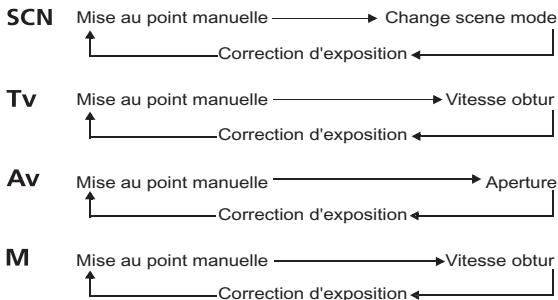 SCN Mise au point manuelle Change scene mode
Correction d'exposition
Tv Mise au point manuelle Vitesse obtur
Correction d'exposition
Av Mise au point manuelle Aperture
Correction d'exposition
M Mise au point manuelle Vitesse obtur
Correction d'exposition